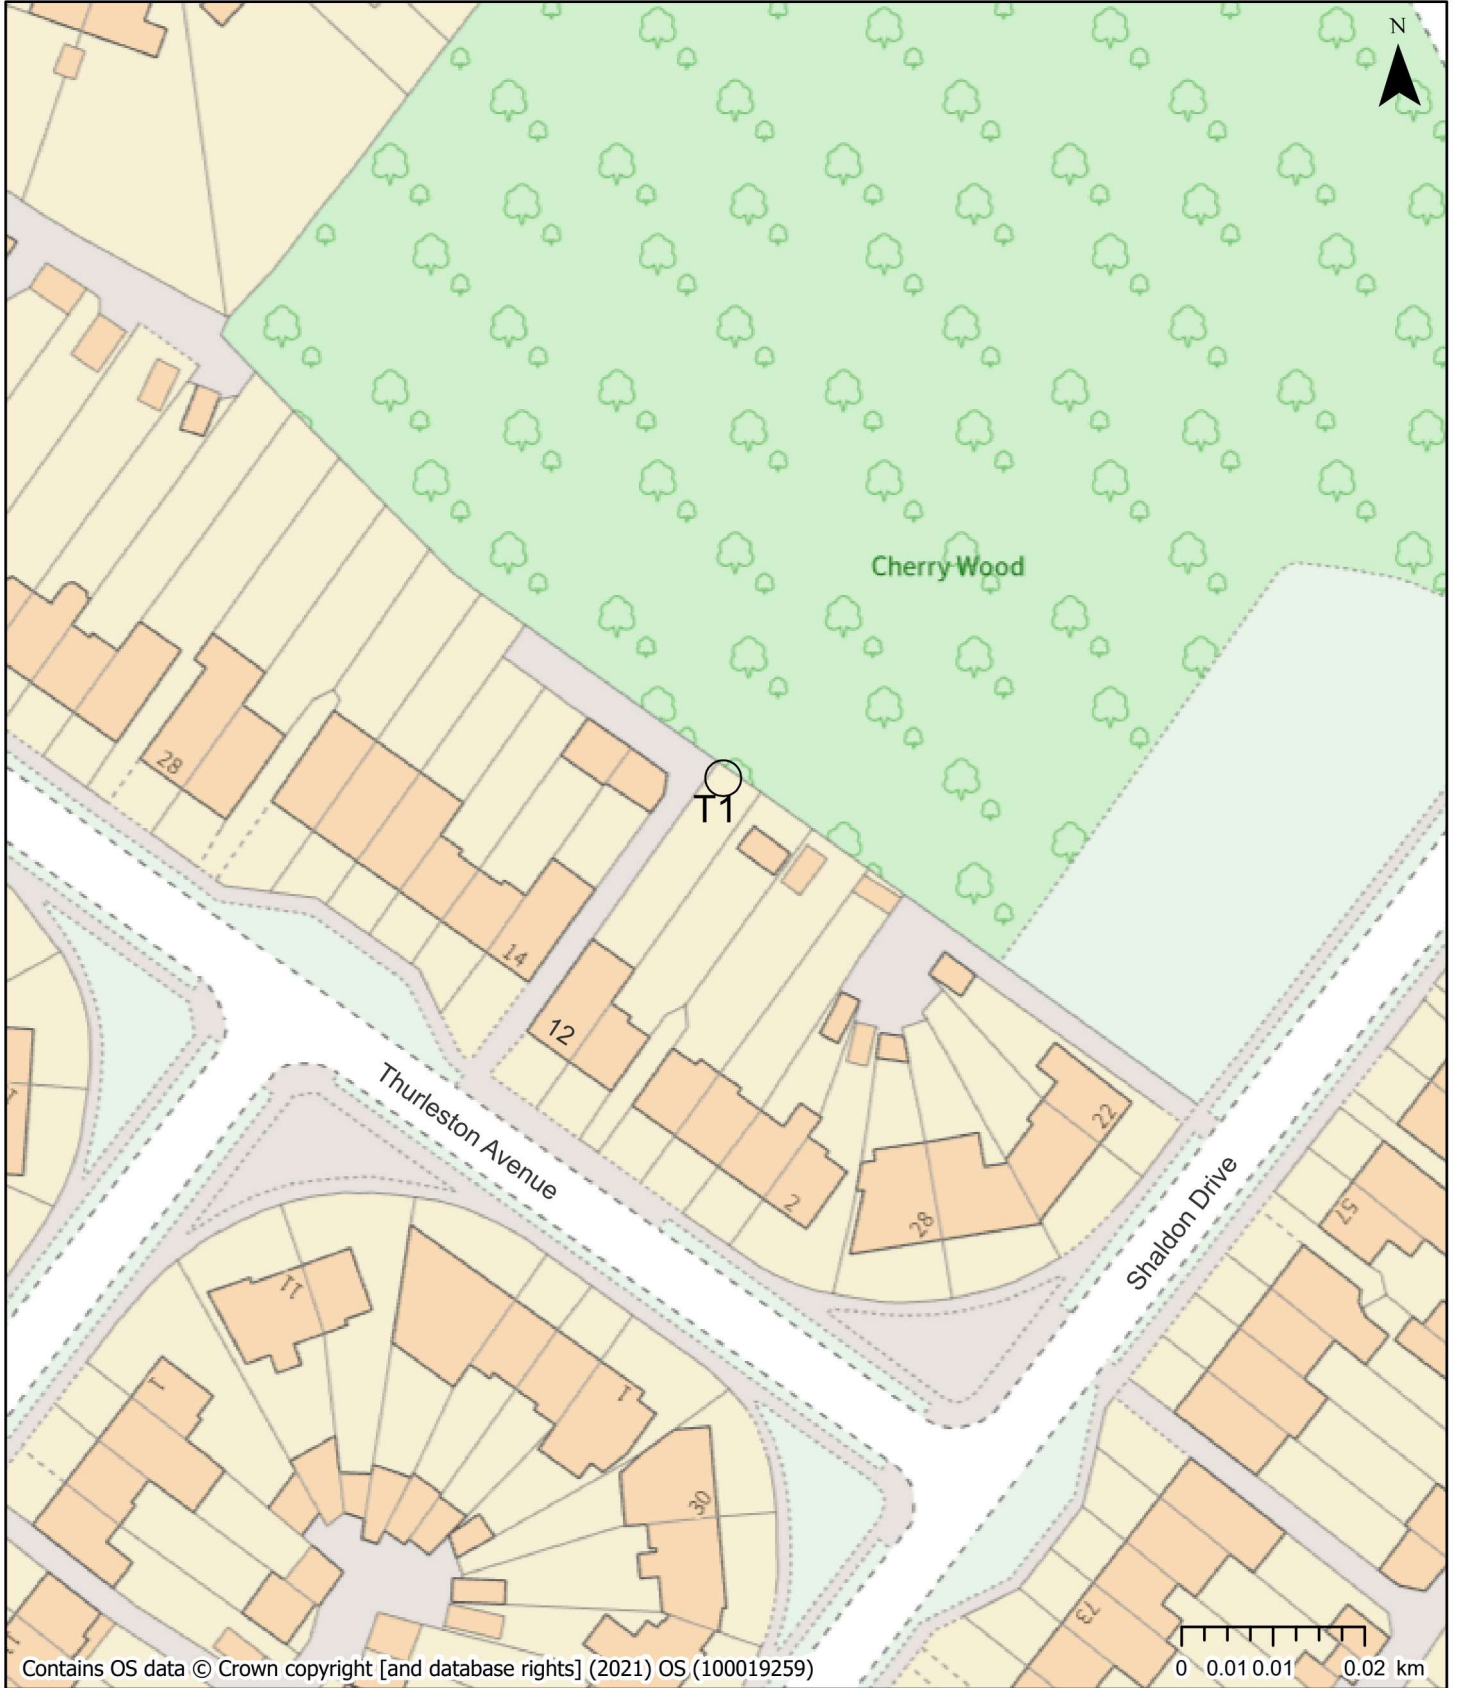 N
Cherry Wood
28
T1
14
12
22
Thurleston Avenue
2
28
57
Shaldon Drive
11
1
1
1
30
73
0 0.01 0.01 0.02 km
Contains OS data © Crown copyright [and database rights] (2021) OS (100019259)